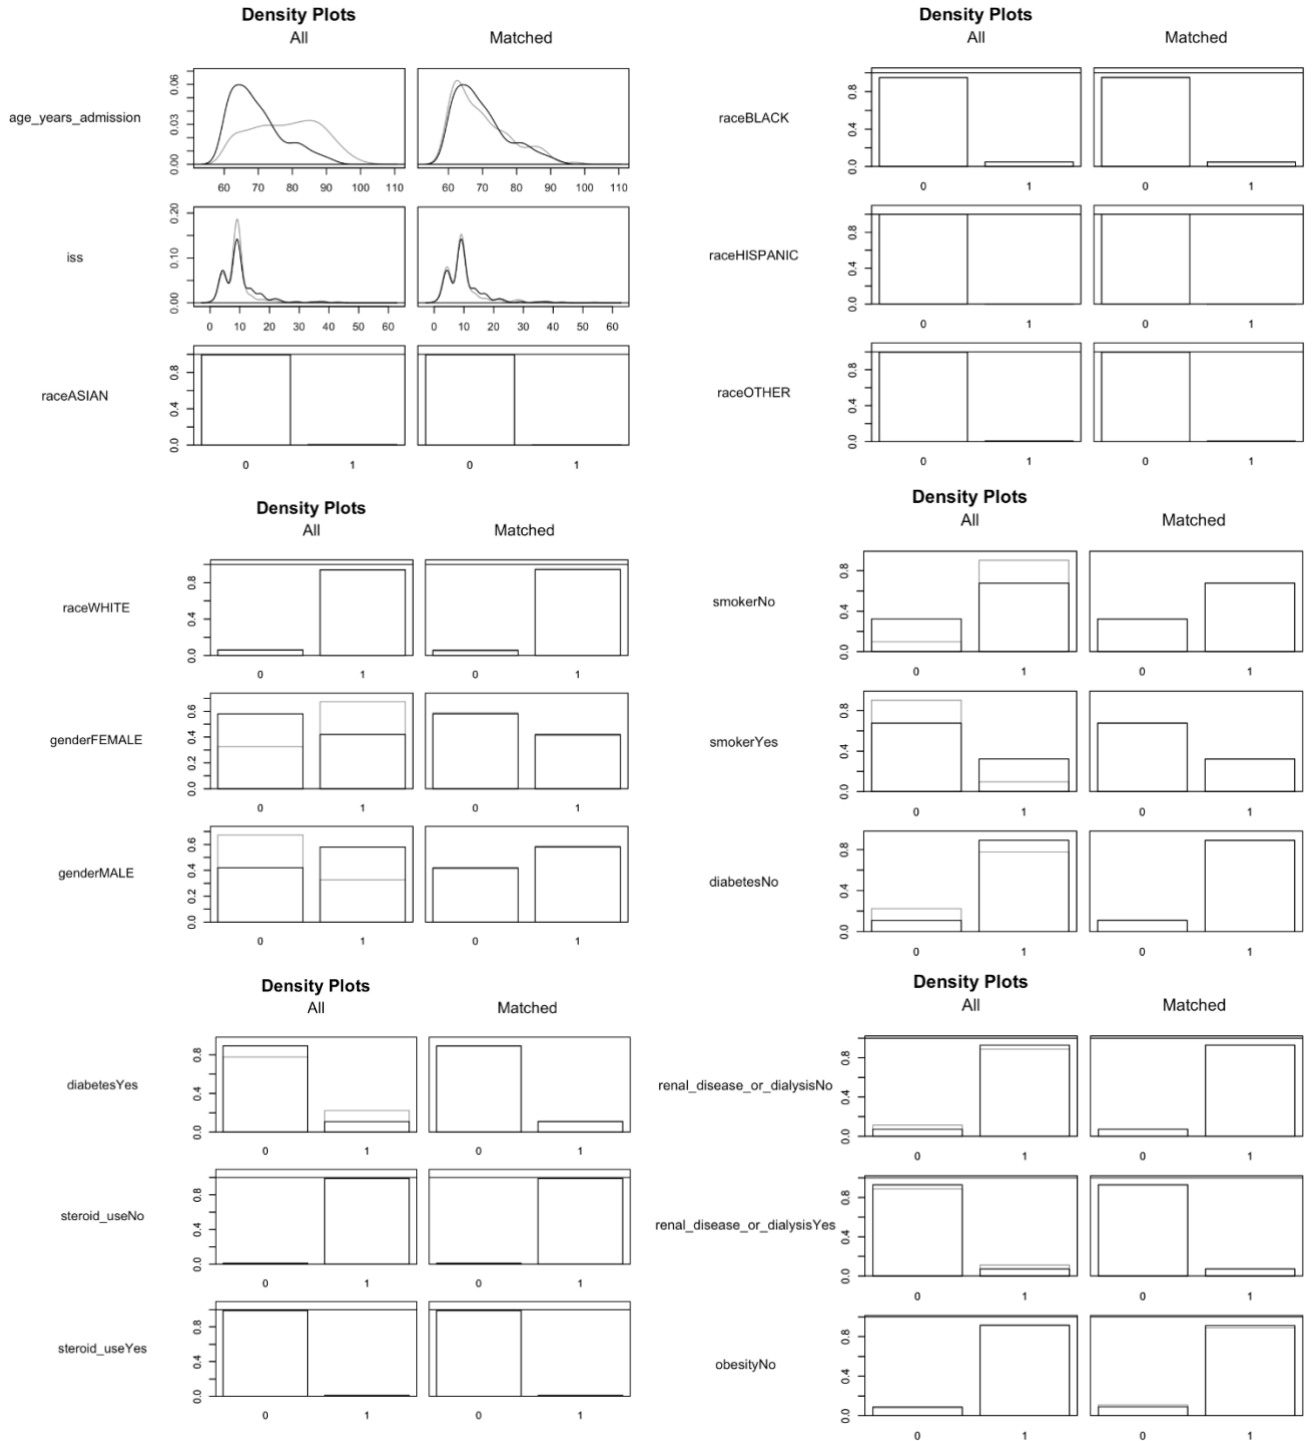 Density Plots
All Matched
age_years_admission
0.00 0.03 0.06
60 70 80 90 100 110
60 70 80 90 100 110
iss
0.00 0.10 0.20
0 10 20 30 40 50 60
0 10 20 30 40 50 60
raceASIAN
0.0 0.4 0.8
0 1
0 1
Density Plots
All Matched
raceBLACK
0.0 0.4 0.8
0 1
0 1
raceHISPANIC
0.0 0.4 0.8
0 1
0 1
raceOTHER
0.0 0.4 0.8
0 1
0 1
Density Plots
All Matched
raceWHITE
0.0 0.4 0.8
0 1
0 1
genderFEMALE
0.0 0.2 0.4 0.6
0 1
0 1
genderMALE
0.0 0.2 0.4 0.6
0 1
0 1
Density Plots
All Matched
smokerNo
0.0 0.4 0.8
0 1
0 1
smokerYes
0.0 0.4 0.8
0 1
0 1
diabetesNo
0.0 0.4 0.8
0 1
0 1
Density Plots
All Matched
diabetesYes
0.0 0.4 0.8
0 1
0 1
steroid_useNo
0.0 0.4 0.8
0 1
0 1
steroid_useYes
0.0 0.4 0.8
0 1
0 1
Density Plots
All Matched
renal_disease_or_dialysisNo
0.0 0.4 0.8
0 1
0 1
renal_disease_or_dialysisYes
0.0 0.4 0.8
0 1
0 1
obesityNo
0.0 0.4 0.8
0 1
0 1